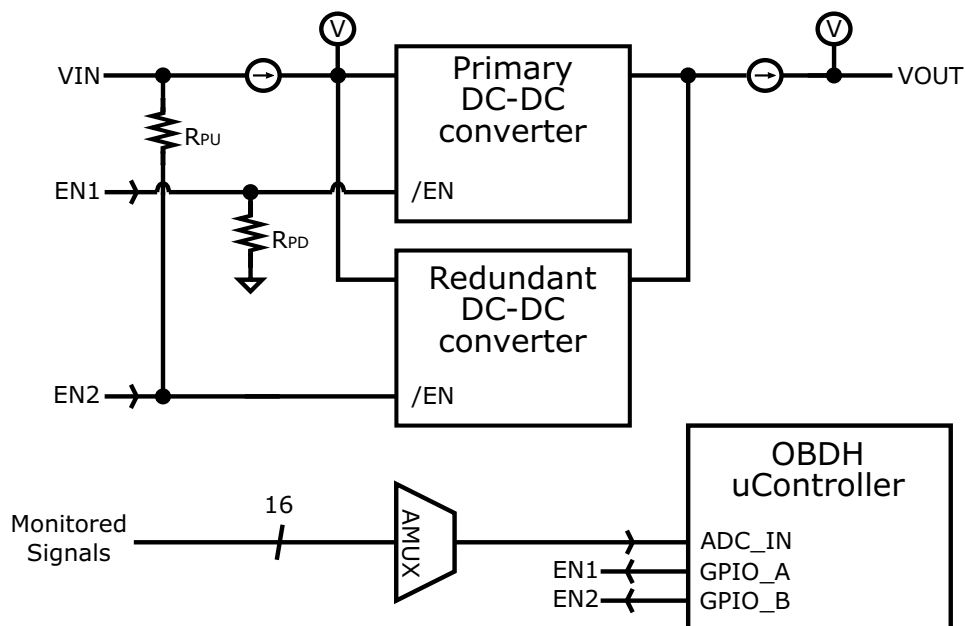 V
V
VIN
Primary
DC-DC
converter
VOUT
RPU
EN1
/EN
RPD
Redundant
DC-DC
converter
EN2
/EN
OBDH
uController
16
Monitored
Signals
AMUX
ADC_IN
EN1
GPIO_A
EN2
GPIO_B